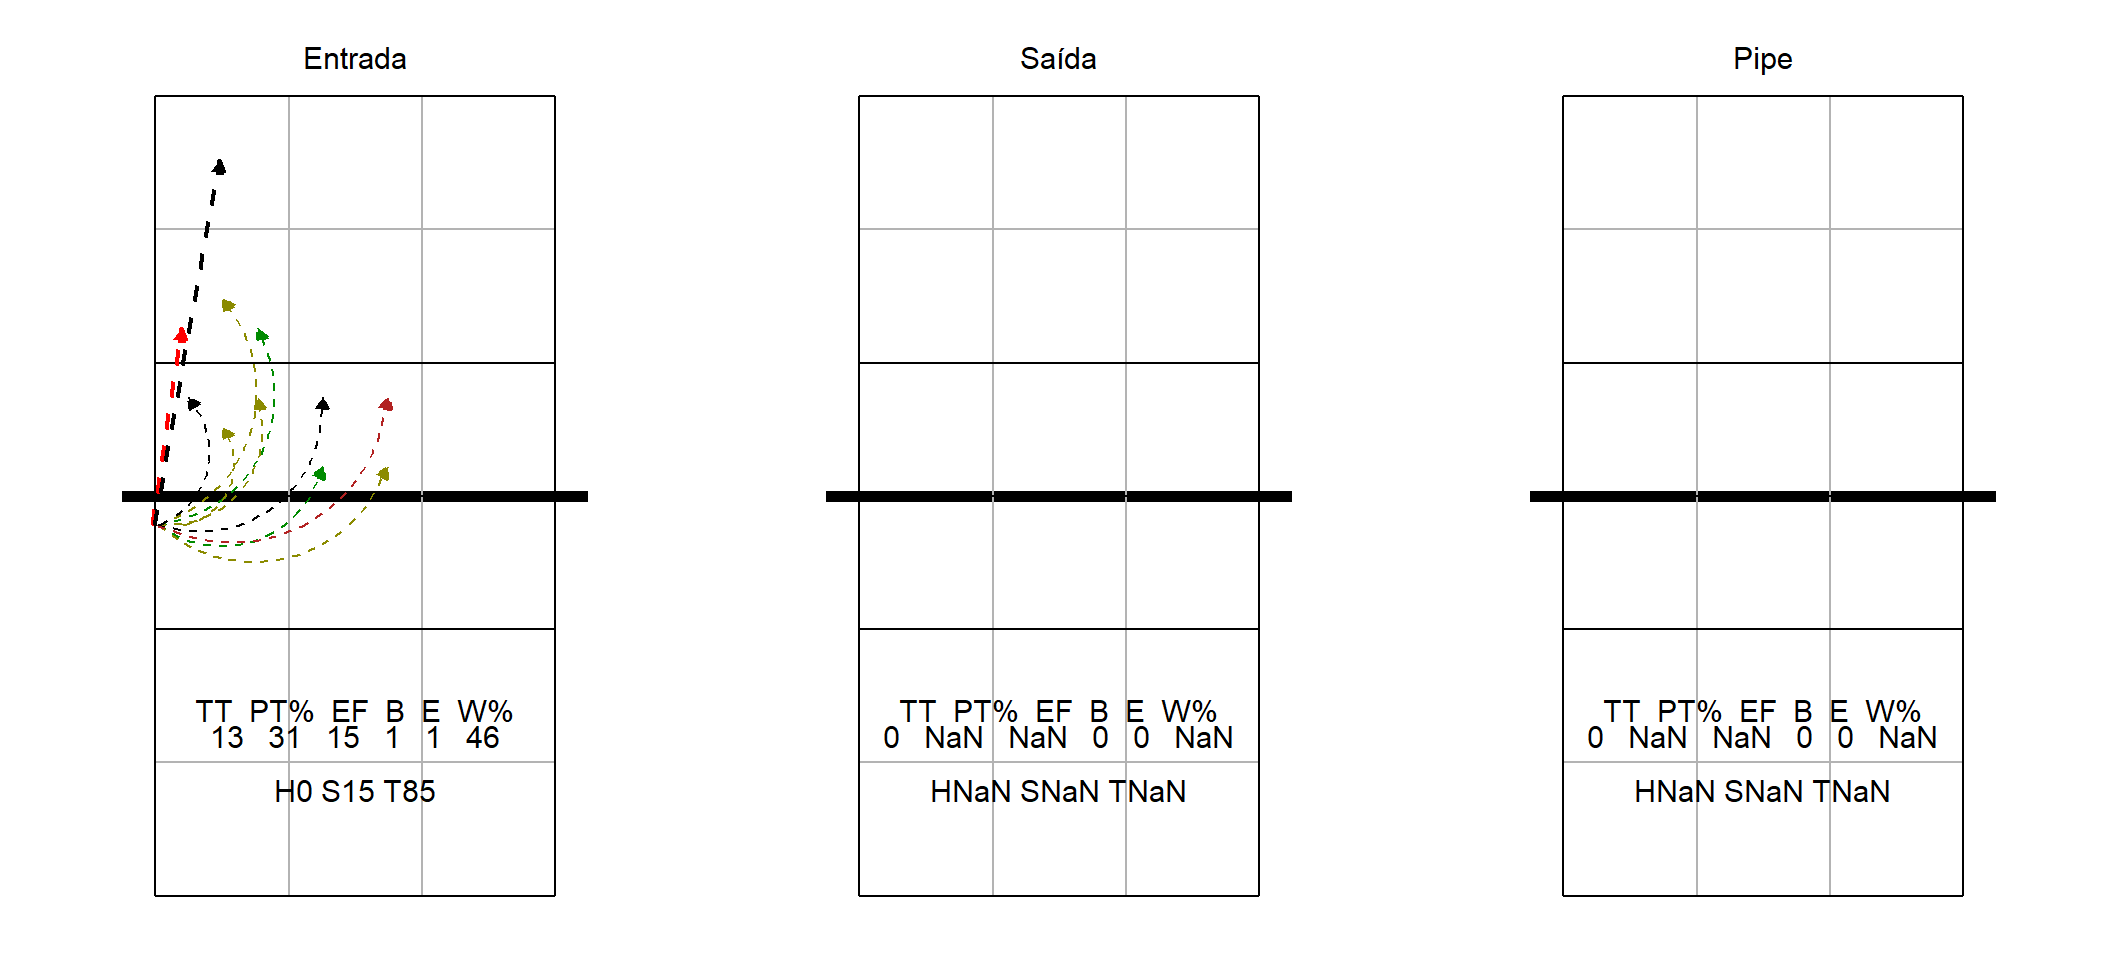 Entrada
TT PT% EF B E W%
13 31 15 1 1 46
H0 S15 T85
Saída
TT PT% EF B E W%
0 NaN NaN 0 0 NaN
HNaN SNaN TNaN
Pipe
TT PT% EF B E W%
0 NaN NaN 0 0 NaN
HNaN SNaN TNaN